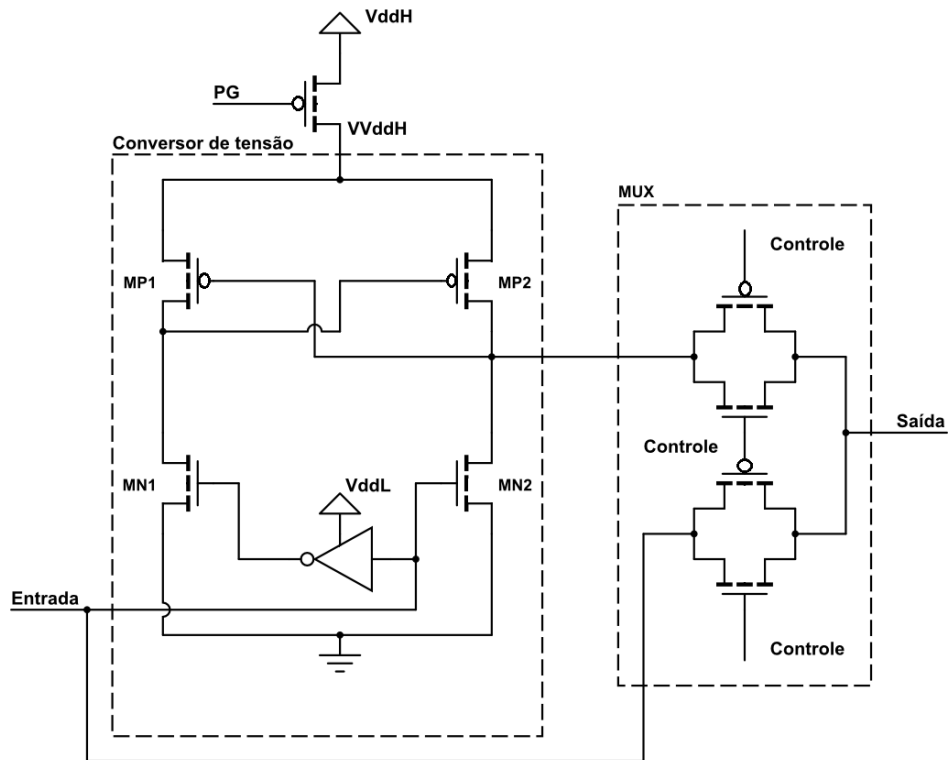 VddH
PG
VVddH
Conversor de tensão
MUX
Controle
MP1
MP2
Saída
Controle
MN1
VddL
MN2
Entrada
Controle